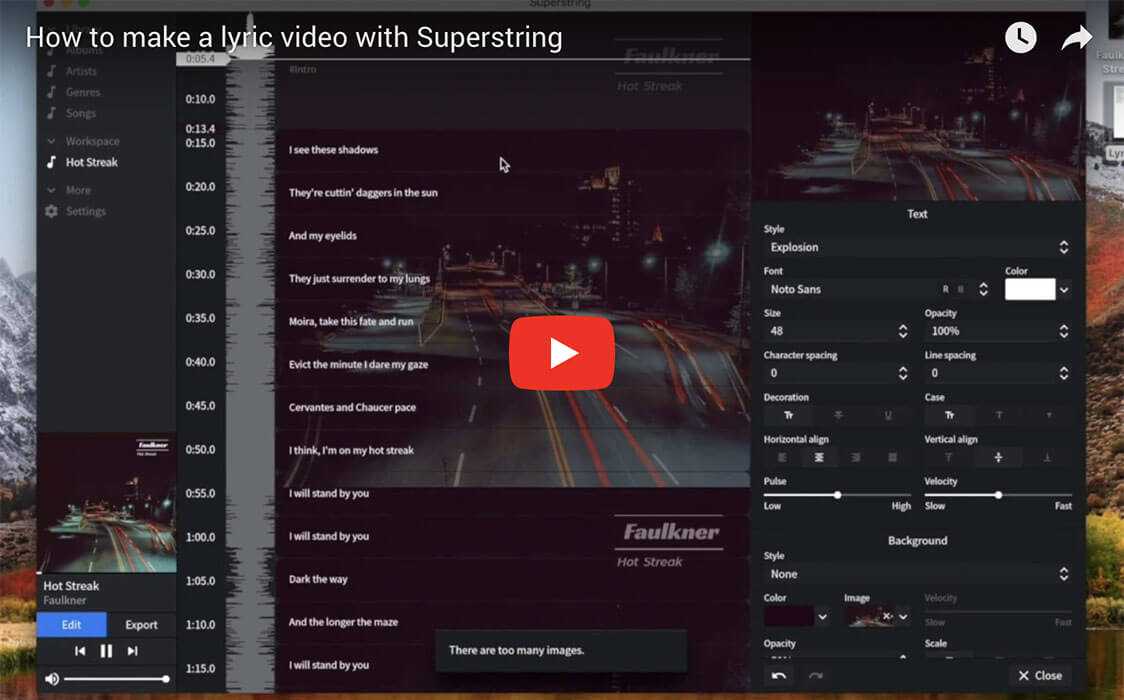 Superstring
How to make a lyric video with Superstring
Albums
Artists
Genres
Songs
Workspace
Hot Streak
More
Settings
Faulkner
Hot Streak
Hot Streak
Faulkner
Edit
Export
0:05.4
0:10.0
0:13.4
0:15.0
0:20.0
0:25.0
0:30.0
0:35.0
0:40.0
0:45.0
0:50.0
0:55.0
1:00.0
1:05.0
1:10.0
1:15.0
#Intro
Faulkner
Hot Streak
I see these shadows
They're cuttin' daggers in the sun
And my eyelids
They just surrender to my lungs
Moira, take this fate and run
Evict the minute I dare my gaze
Cervantes and Chaucer pace
I think, I'm on my hot streak
I will stand by you
I will stand by you
Faulkner
Hot Streak
Dark the way
And the longer the maze
I will stand by you
There are too many images.
Text
Style
Explosion
Font
Color
Noto Sans
R
Size
Opacity
48
100%
Character spacing
Line spacing
0
0
Decoration
Case
Tr
T
U
Tr
T
T
Horizontal align
Vertical align
Pulse
Velocity
Low
High
Slow
Fast
Background
Style
None
Color
Image
Velocity
Slow
Fast
Opacity
Scale
Close